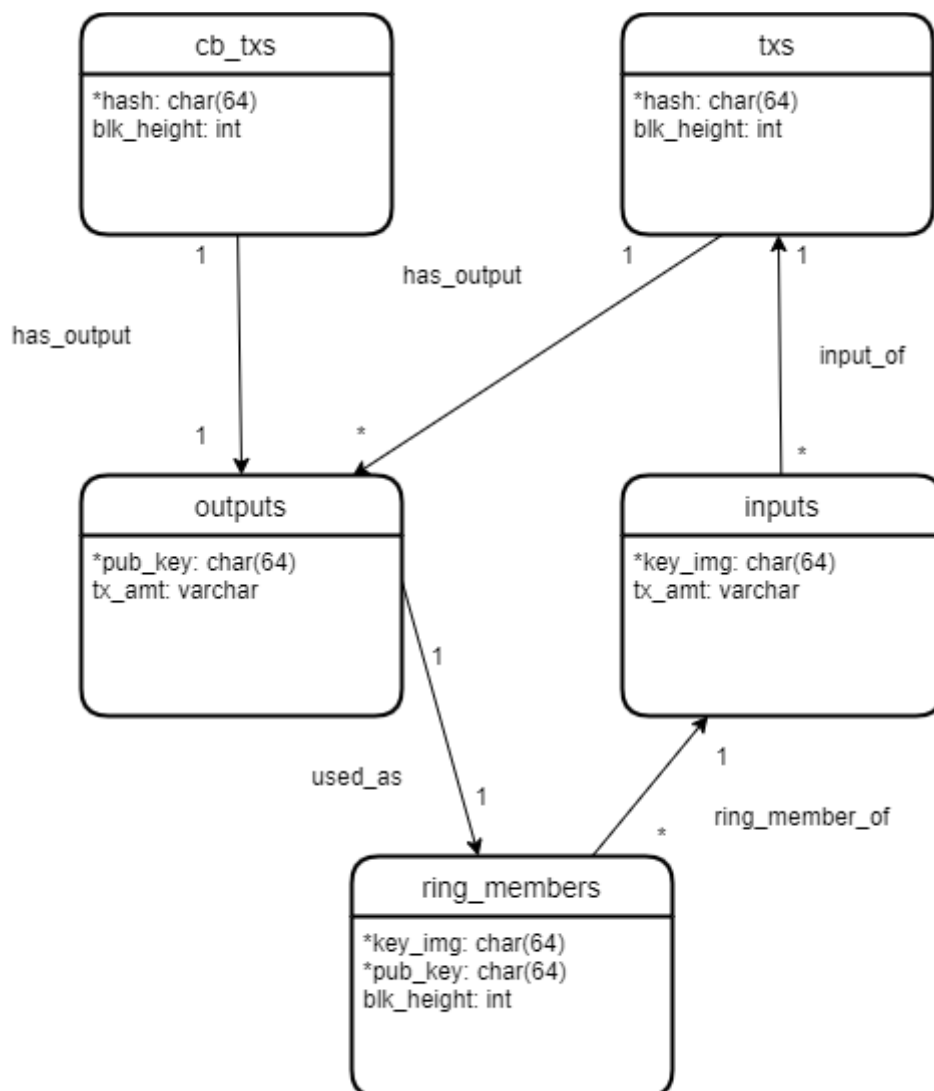 cb_txs
*hash: char(64)
blk_height: int
txs
*hash: char(64)
blk_height: int
1
has_output
1
1
has_output
1
input_of
1
*
*
outputs
*pub_key: char(64)
tx_amt: varchar
inputs
*key_img: char(64)
tx_amt: varchar
1
used_as
1
1
ring_member_of
*
ring_members
*key_img: char(64)
*pub_key: char(64)
blk_height: int